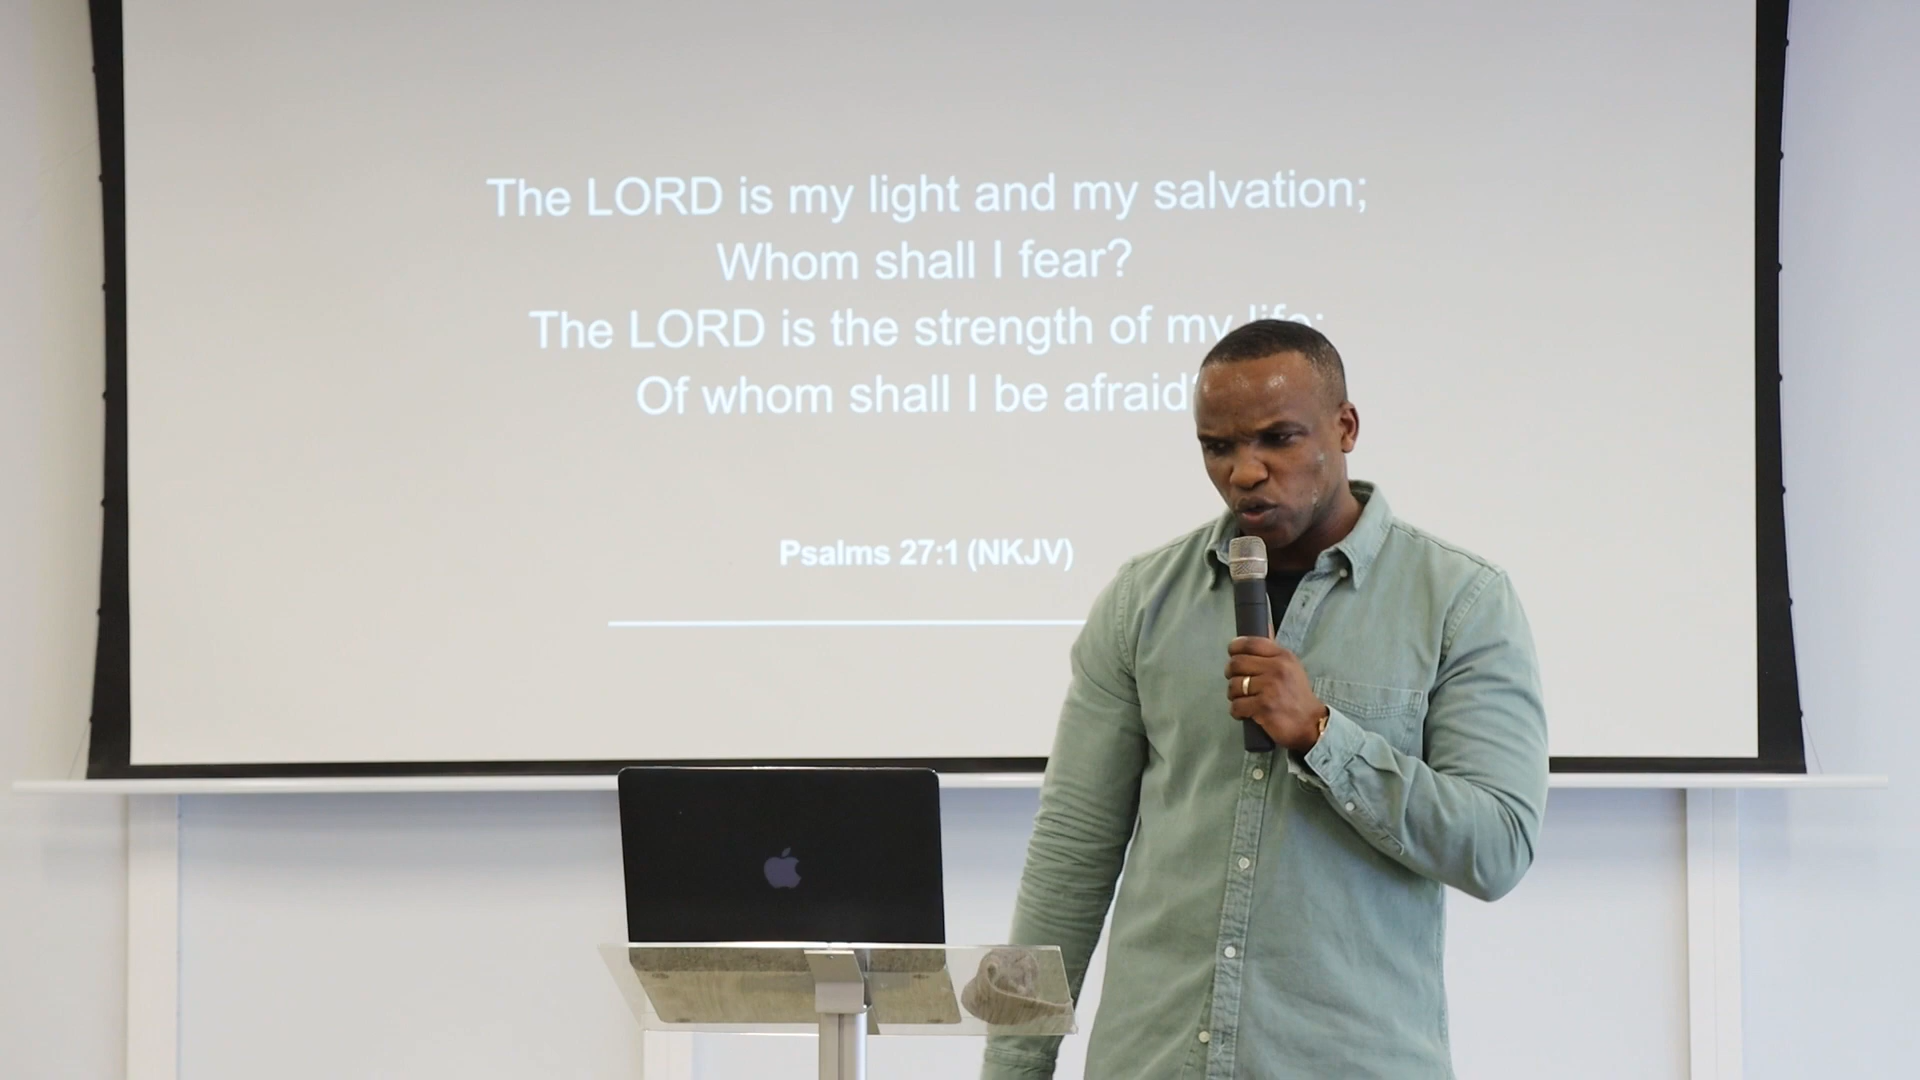 The LORD is my light and my salvation;
Whom shall I fear?
The LORD is the strength of my life;
Of whom shall I be afraid?
Psalms 27:1 (NKJV)